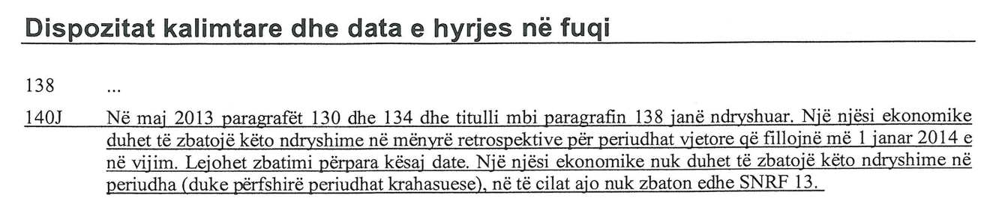 Dispozitat kalimtare dhe data e hyrjes në fuqi
138 ...
140J Në maj 2013 paragrafët 130 dhe 134 dhe titulli mbi paragrafin 138 janë ndryshuar. Një njësi ekonomike
duhet të zbatojë këto ndryshime në mënyrë retrospektive për periudhat vjetore që fillojnë më 1 janar 2014 e
në vijim. Lejohet zbatimi përpara kësaj date. Një njësi ekonomike nuk duhet të zbatojë këto ndryshime në
periudha (duke përfshirë periudhat krahasuese), në të cilat ajo nuk zbaton edhe SNRF 13.